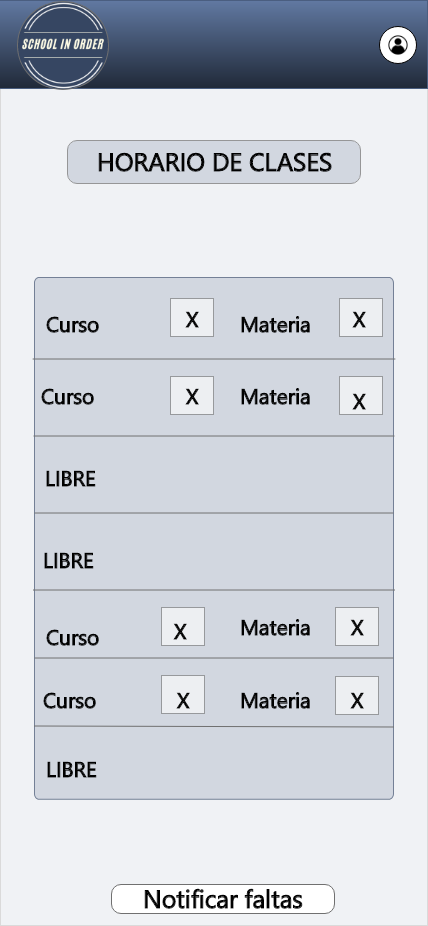 SCHOOL IN ORDER
HORARIO DE CLASES
Curso X Materia X
Curso X Materia X
LIBRE
LIBRE
Curso X Materia X
Curso X Materia X
LIBRE
Notificar faltas